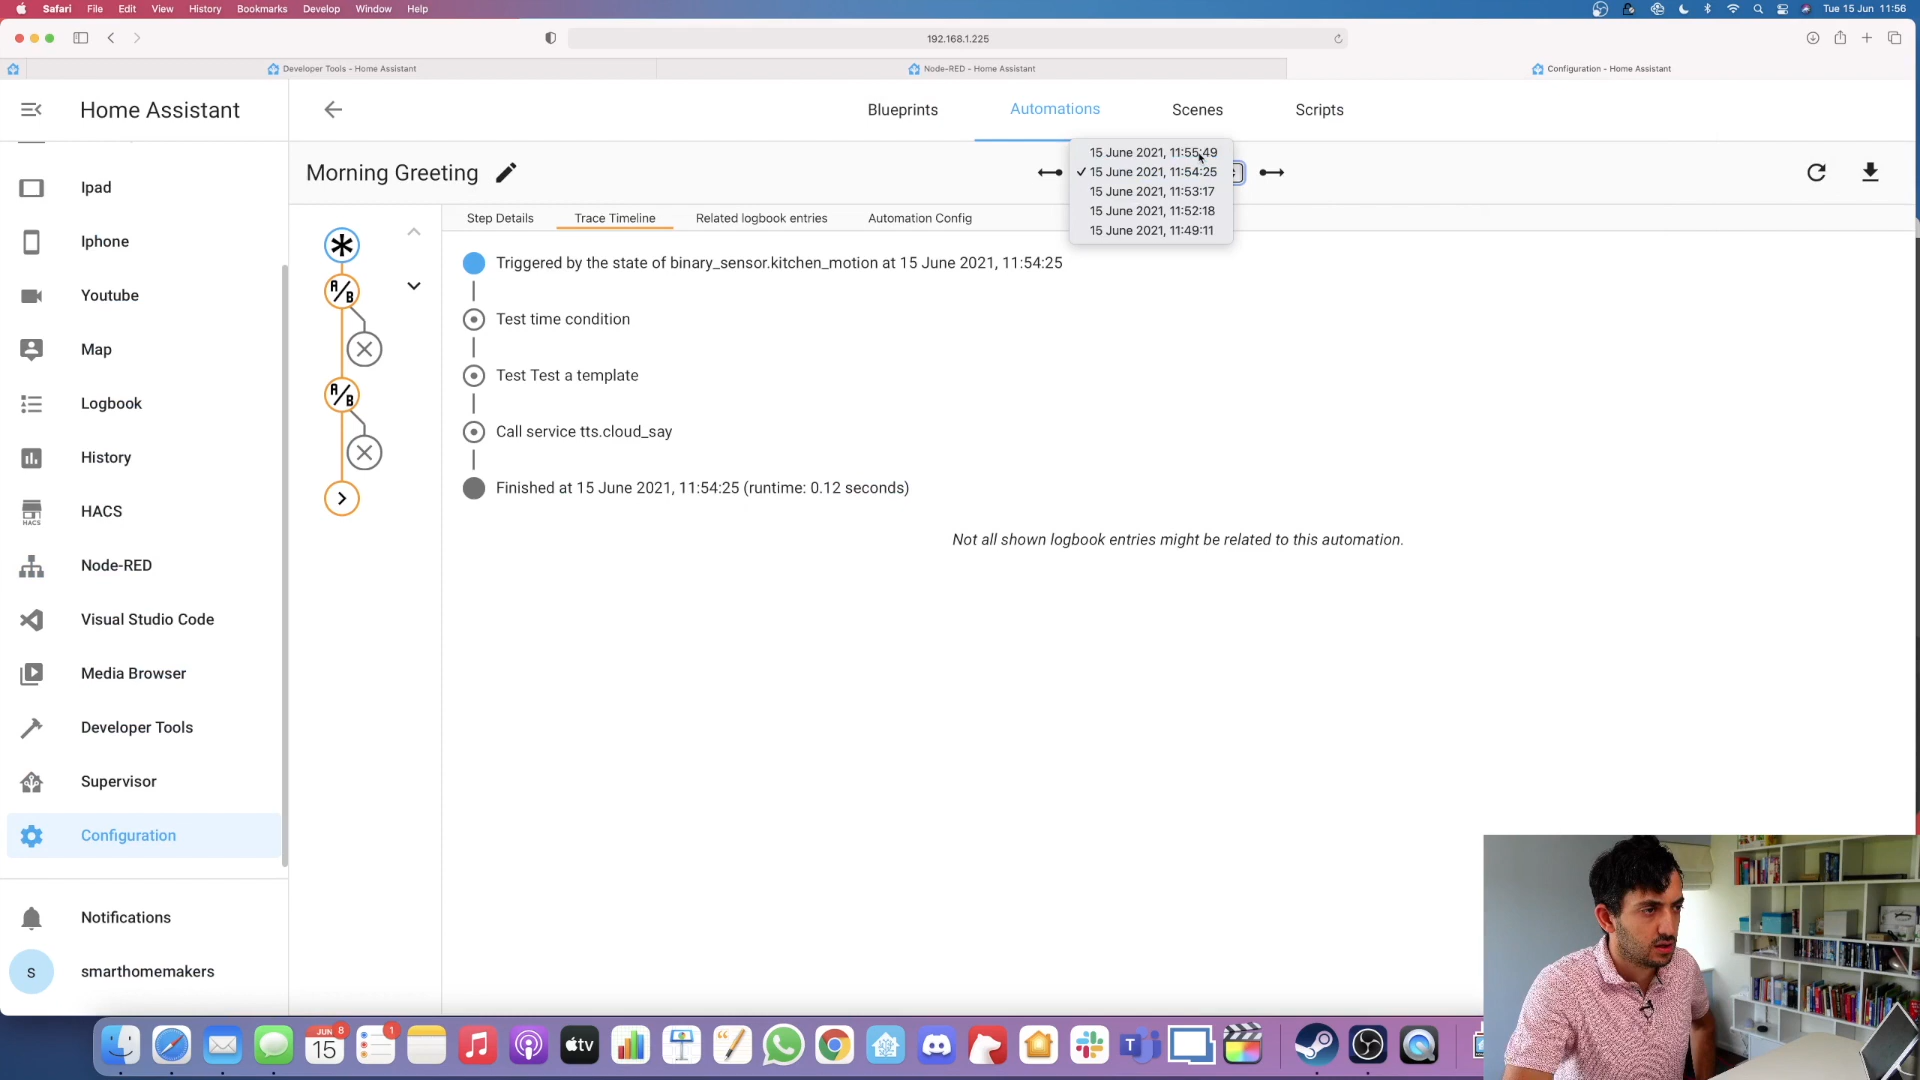 Safari File Edit View History Bookmarks Develop Window Help Tue 15 Jun 11:56
192.168.1.225
Developer Tools - Home Assistant Node-RED - Home Assistant Configuration - Home Assistant
Home Assistant Blueprints Automations Scenes Scripts
15 June 2021, 11:55:49
Morning Greeting ✓ 15 June 2021, 11:54:25
15 June 2021, 11:53:17
15 June 2021, 11:52:18
15 June 2021, 11:49:11
Step Details Trace Timeline Related logbook entries Automation Config
Ipad
Iphone
Youtube
Map
Logbook
History
HACS
HACS
Node-RED
Visual Studio Code
Media Browser
Developer Tools
Supervisor
Configuration
Notifications
s smarthomemakers
A/B
A/B
Triggered by the state of binary_sensor.kitchen_motion at 15 June 2021, 11:54:25
Test time condition
Test Test a template
Call service tts.cloud_say
Finished at 15 June 2021, 11:54:25 (runtime: 0.12 seconds)
Not all shown logbook entries might be related to this automation.
JUN 8
15
1
tv
T